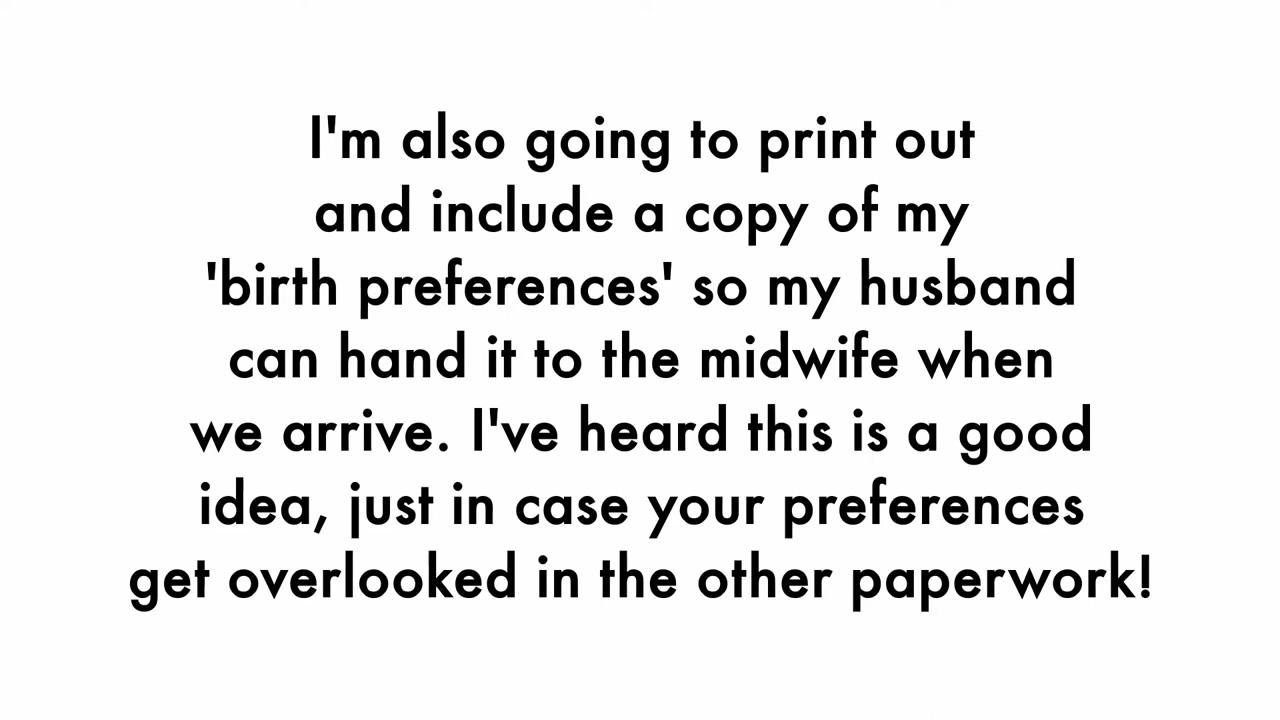 I'm also going to print out
and include a copy of my
'birth preferences' so my husband
can hand it to the midwife when
we arrive. I've heard this is a good
idea, just in case your preferences
get overlooked in the other paperwork!